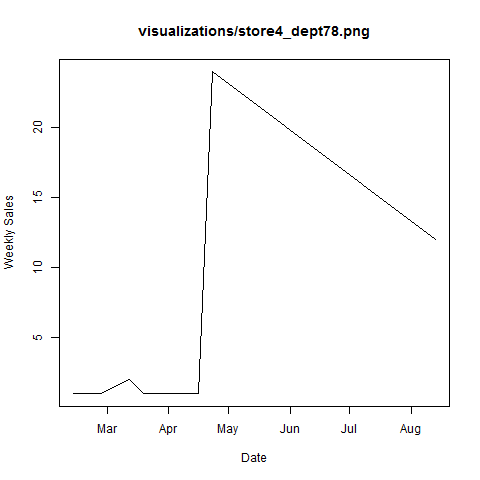 visualizations/store4_dept78.png
Weekly Sales
20
15
10
5
Mar Apr May Jun Jul Aug
Date